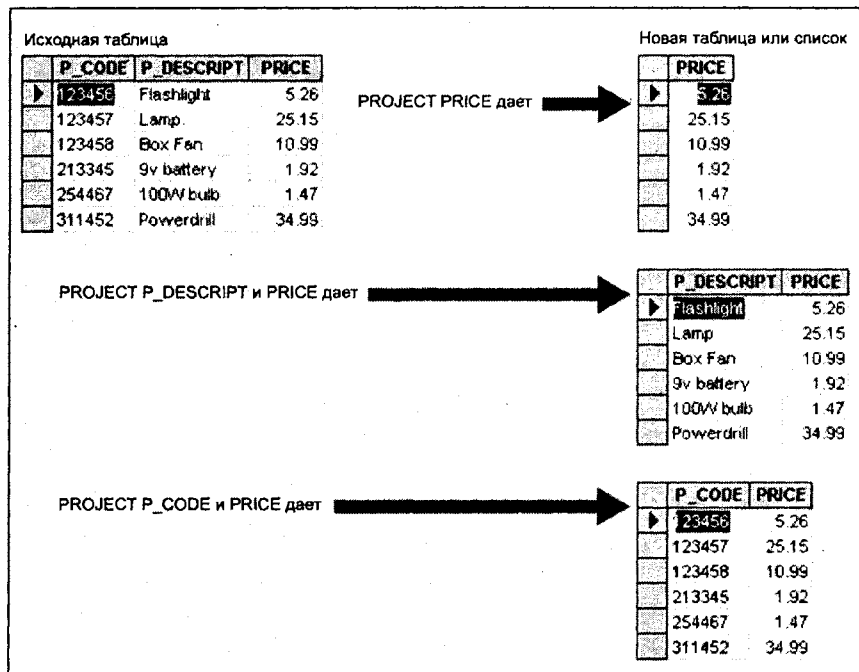 Исходная таблица
P_CODE P_DESCRIPT PRICE
123456 Flashlight 5.26
123457 Lamp 25.15
123458 Box Fan 10.99
213345 9v battery 1.92
254467 100W bulb 1.47
311452 Powerdrill 34.99
PROJECT PRICE дает
Новая таблица или список
PRICE
5.26
25.15
10.99
1.92
1.47
34.99
PROJECT P_DESCRIPT и PRICE дает
P_DESCRIPT PRICE
Flashlight 5.26
Lamp 25.15
Box Fan 10.99
9v battery 1.92
100W bulb 1.47
Powerdrill 34.99
PROJECT P_CODE и PRICE дает
P_CODE PRICE
123456 5.26
123457 25.15
123458 10.99
213345 1.92
254467 1.47
311452 34.99